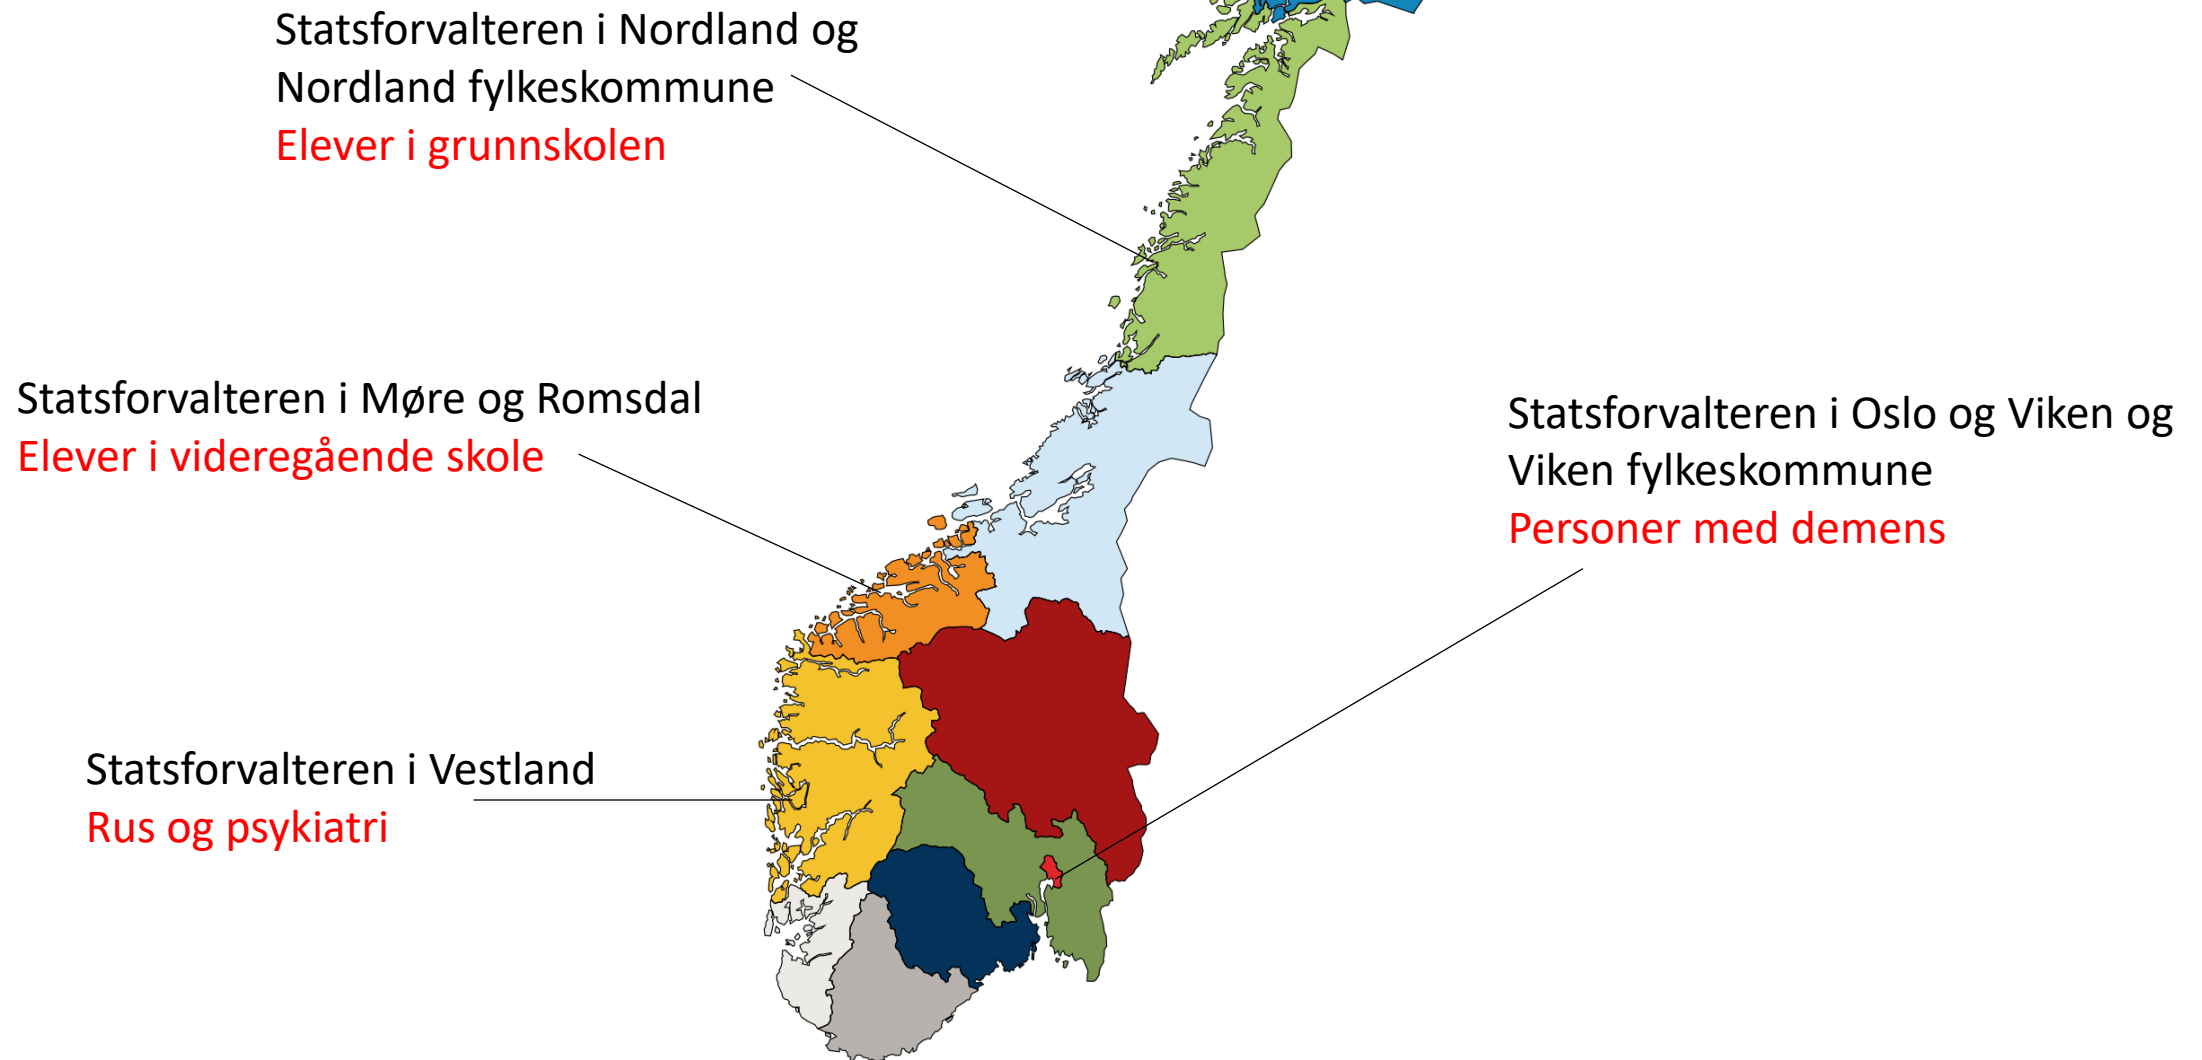 Statsforvalteren i Nordland og
Nordland fylkeskommune
Elever i grunnskolen
Statsforvalteren i Møre og Romsdal
Elever i videregående skole
Statsforvalteren i Oslo og Viken og
Viken fylkeskommune
Personer med demens
Statsforvalteren i Vestland
Rus og psykiatri